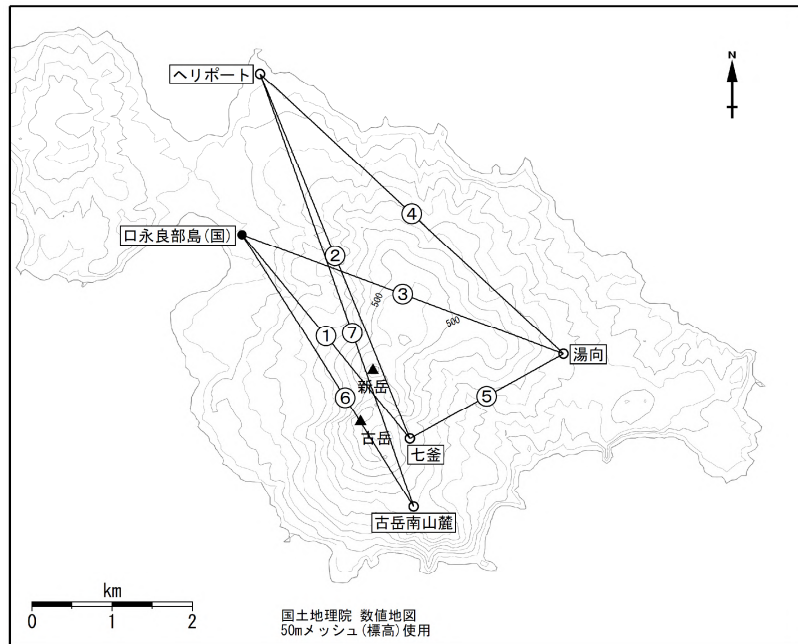 ヘリポート
N
④
口永良部島(国)
②
③
500
500
①
⑦
湯向
新岳
⑥
⑤
古岳
七釜
古岳南山麓
km
0 1 2
国土地理院 数値地図
50mメッシュ(標高)使用